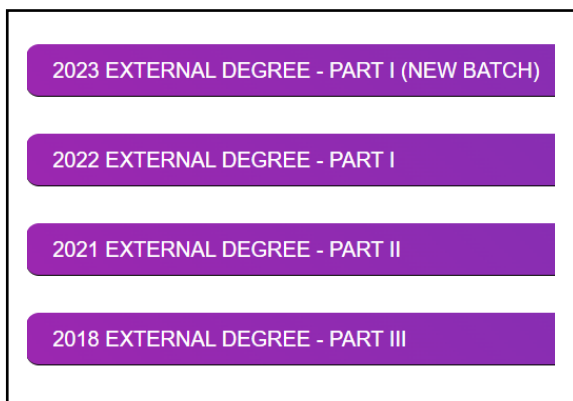 2023 EXTERNAL DEGREE - PART I (NEW BATCH)
2022 EXTERNAL DEGREE - PART I
2021 EXTERNAL DEGREE - PART II
2018 EXTERNAL DEGREE - PART III